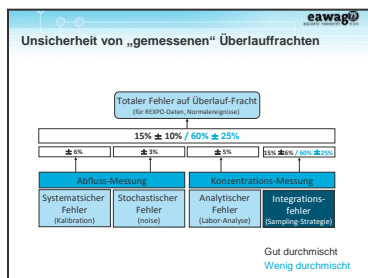 eawag
Unsicherheit von „gemessenen" Überlauffrachten
Totaler Fehler auf Überlauf-Fracht
(für REXPO-Daten, Normalereignisse)
15% ± 10% / 60% ± 25%
± 6%
± 3%
± 5%
15% ±6% / 60% ±25%
Abfluss-Messung
Konzentrations-Messung
Systematischer
Fehler
(Kalibration)
Stochastischer
Fehler
(noise)
Analytischer
Fehler
(Labor-Analyse)
Integrations-
fehler
(Sampling-Strategie)
Gut durchmischt
Wenig durchmischt